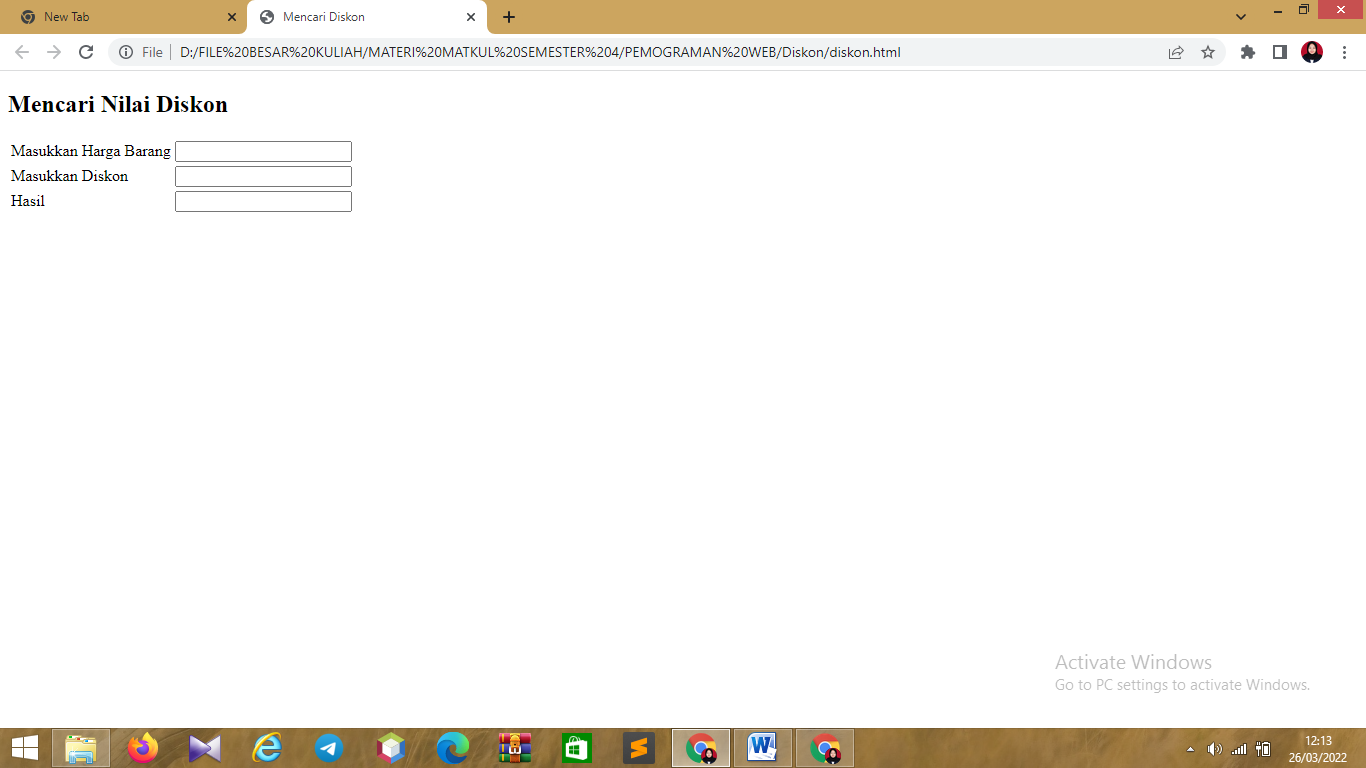 New Tab
Mencari Diskon
File
D:/FILE%20BESAR%20KULIAH/MATERI%20MATKUL%20SEMESTER%204/PEMOGRAMAN%20WEB/Diskon/diskon.html
Mencari Nilai Diskon
Masukkan Harga Barang
Masukkan Diskon
Hasil
Activate Windows
Go to PC settings to activate Windows.
12:13
26/03/2022